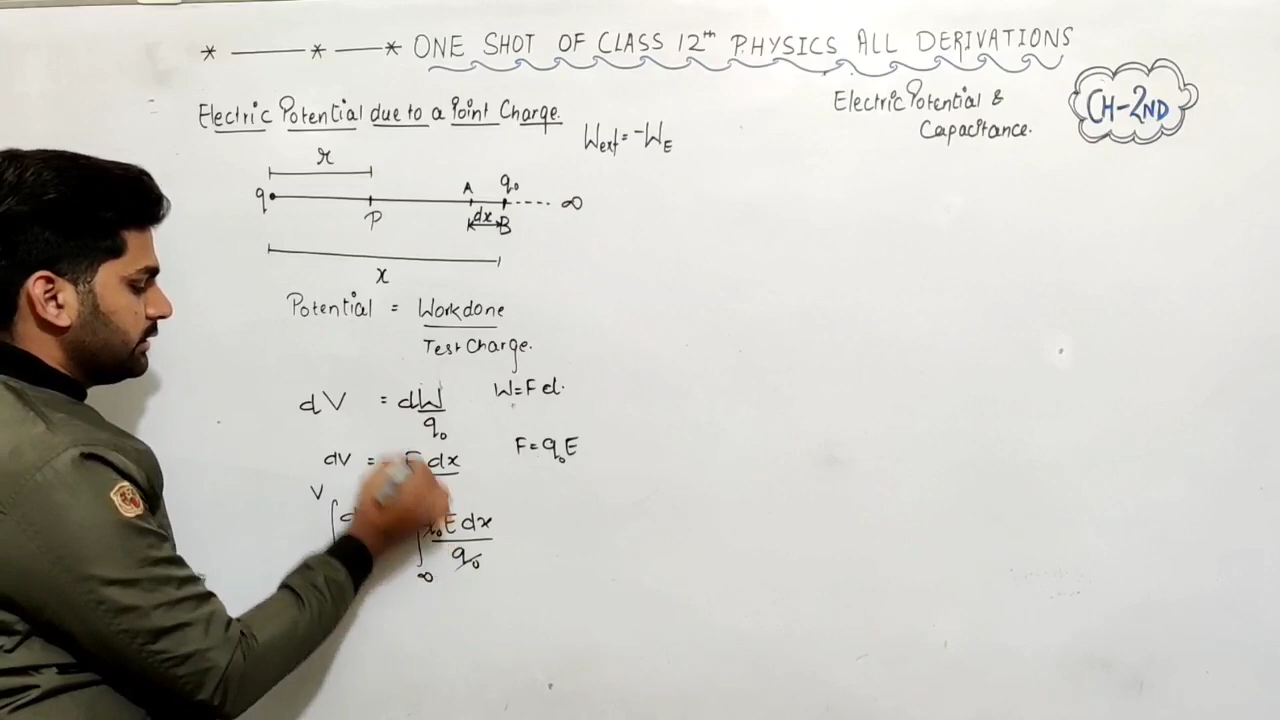 * —— * — * ONE SHOT OF CLASS 12th PHYSICS ALL DERIVATIONS
Electric Potential due to a Point Charge.
Wext = -WE
Electric Potential &
Capacitance.
CH-2ND
r
q A q₀ ∞
P dx B
x
Potential = Workdone
Test Charge.
dV = dW W=Fd.
q₀
F=q₀E
dV = dx
V
∫ E dx
q₀
∞